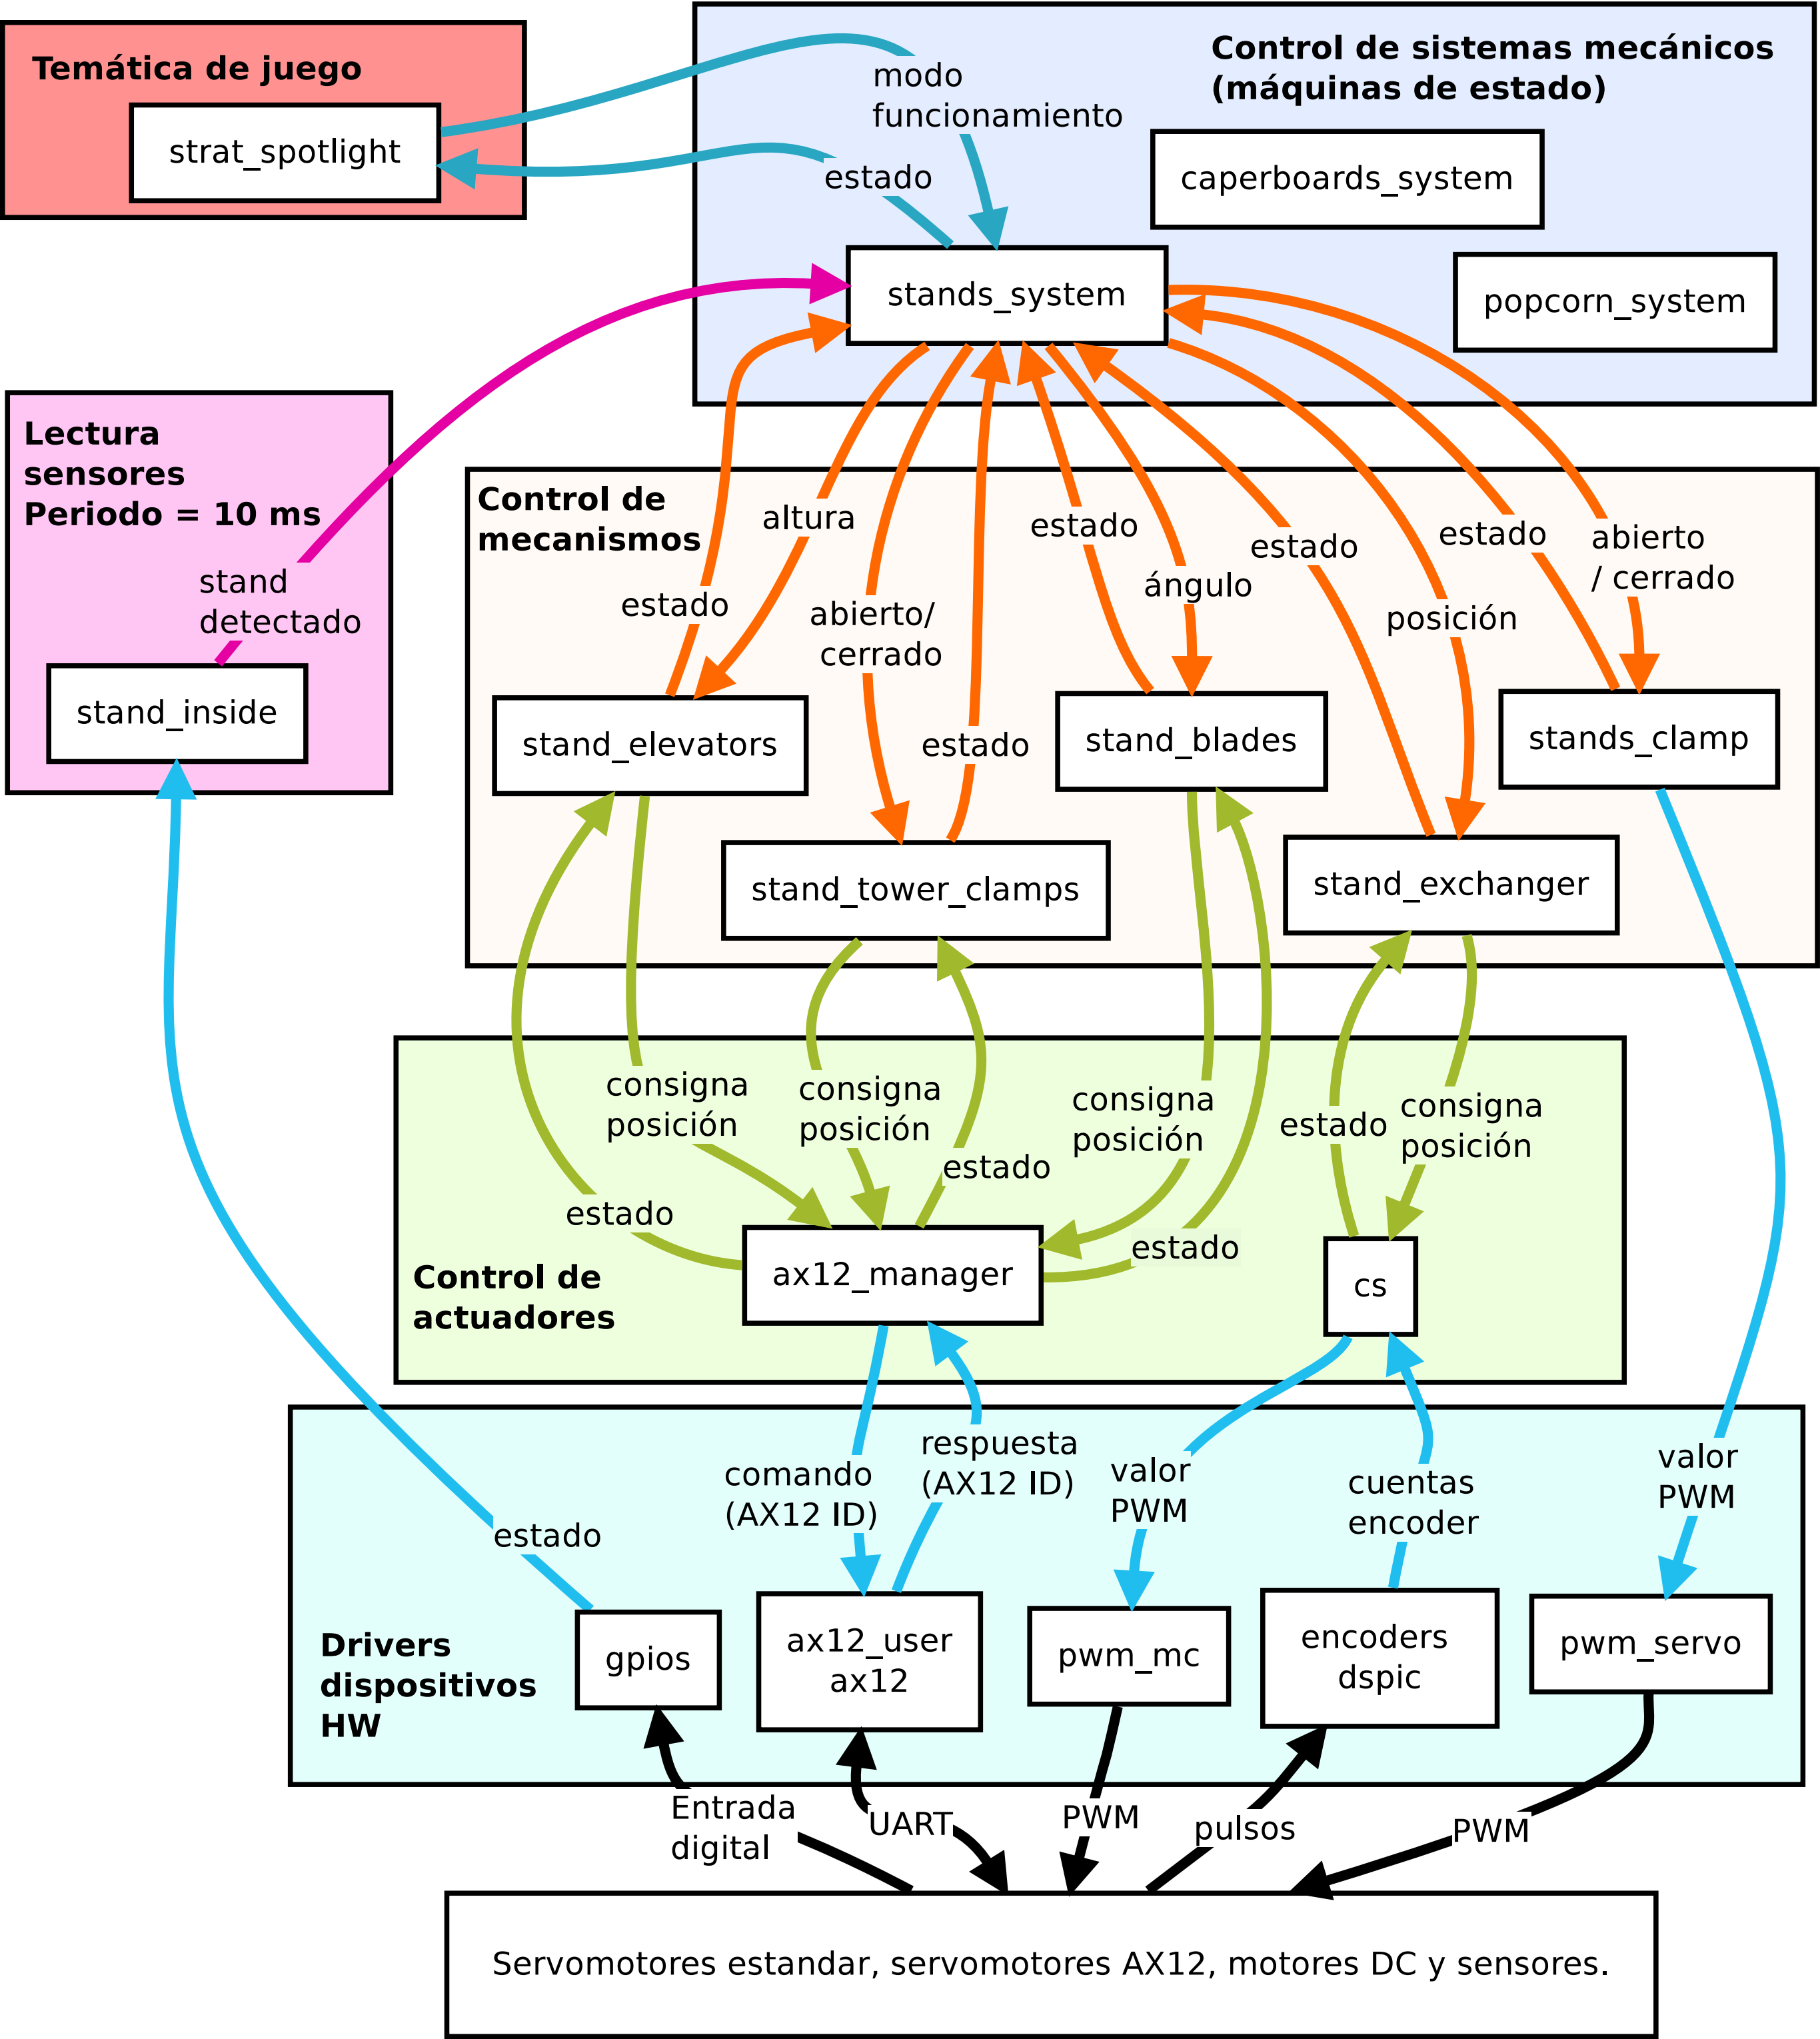 Temática de juego
strat_spotlight
Control de sistemas mecánicos
(máquinas de estado)
modo
funcionamiento
estado
caperboards_system
stands_system
popcorn_system
Lectura
sensores
Periodo = 10 ms
stand
detectado
stand_inside
Control de
mecanismos
altura
estado
abierto/
cerrado
estado
estado
ángulo
estado
posición
estado
abierto
/ cerrado
stand_elevators
stand_blades
stands_clamp
stand_tower_clamps
stand_exchanger
consigna
posición
consigna
posición
consigna
posición
estado
consigna
posición
estado
estado
estado
Control de
actuadores
ax12_manager
cs
comando
(AX12 ID)
respuesta
(AX12 ID)
valor
PWM
cuentas
encoder
valor
PWM
estado
Drivers
dispositivos
HW
gpios
ax12_user
ax12
pwm_mc
encoders
dspic
pwm_servo
Entrada
digital
UART
PWM
pulsos
PWM
Servomotores estandar, servomotores AX12, motores DC y sensores.